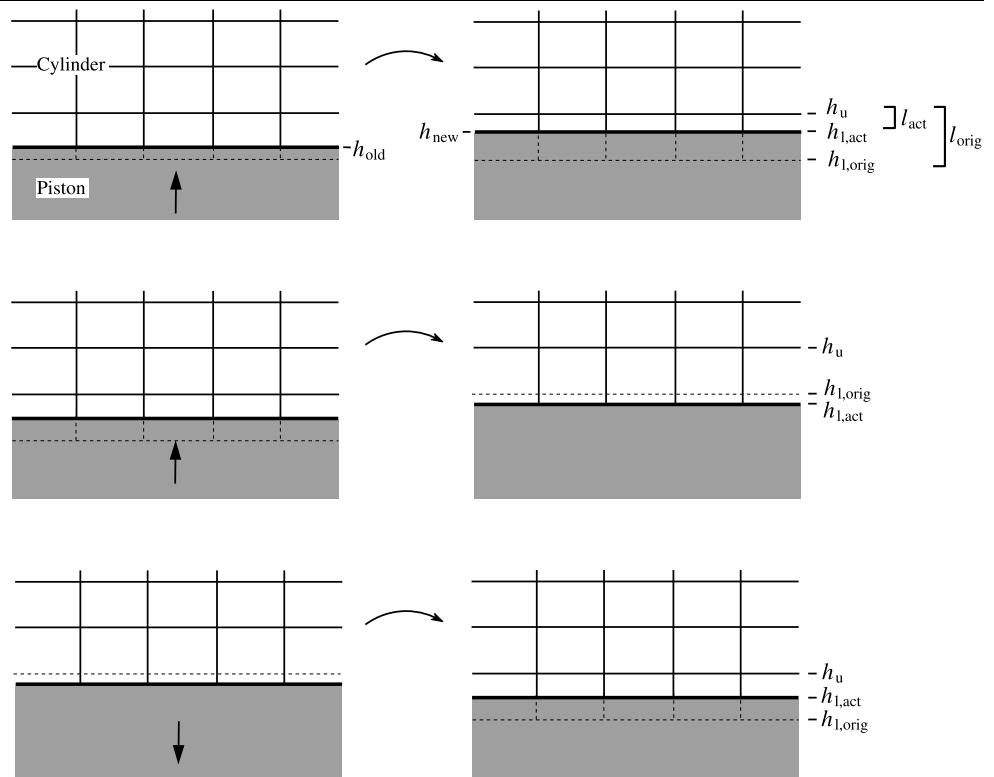 Cylinder
h_old
Piston
h_new
h_u
h_l,act
h_l,orig
l_act
l_orig
h_u
h_l,orig
h_l,act
h_u
h_l,act
h_l,orig